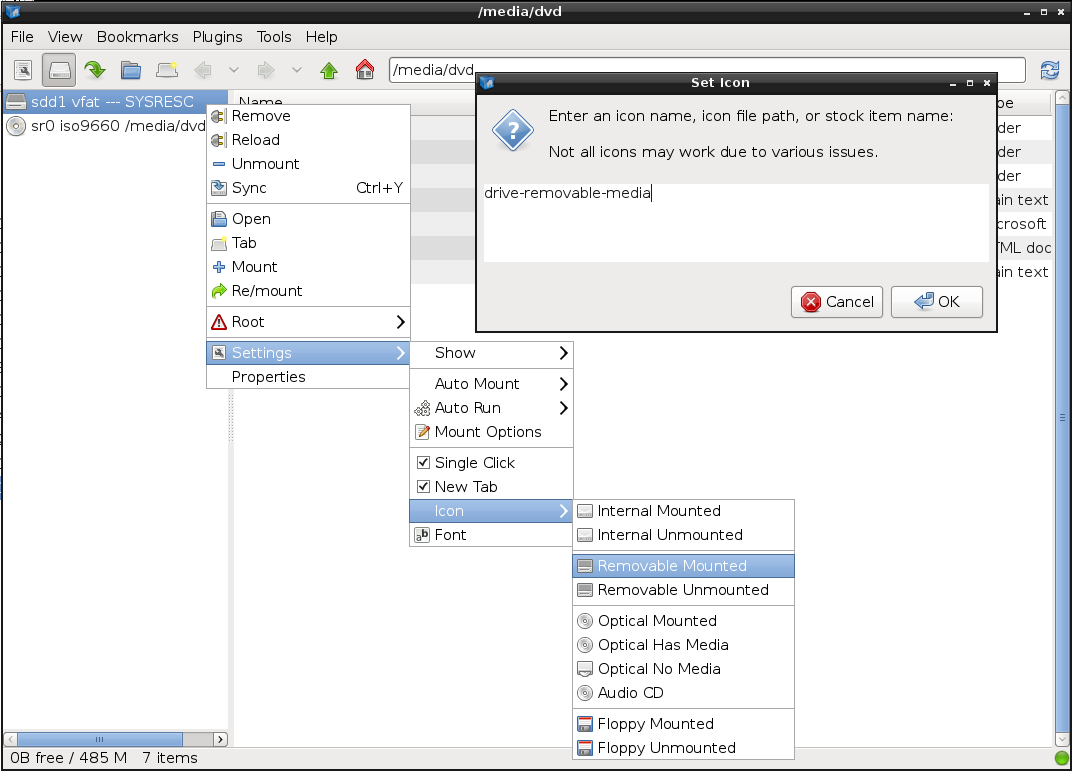 /media/dvd
File View Bookmarks Plugins Tools Help
/media/dvd
Set Icon
Enter an icon name, icon file path, or stock item name:
Not all icons may work due to various issues.
drive-removable-media
Cancel OK
sdd1 vfat --- SYSRESC
sr0 iso9660 /media/dvd
Name
Remove
Reload
Unmount
Sync Ctrl+Y
Open
Tab
Mount
Re/mount
Root
Settings
Properties
Show
Auto Mount
Auto Run
Mount Options
Single Click
New Tab
Icon
Font
Internal Mounted
Internal Unmounted
Removable Mounted
Removable Unmounted
Optical Mounted
Optical Has Media
Optical No Media
Audio CD
Floppy Mounted
Floppy Unmounted
pe
der
der
der
ain text
crosoft
TML doc
ain text
0B free / 485 M 7 items